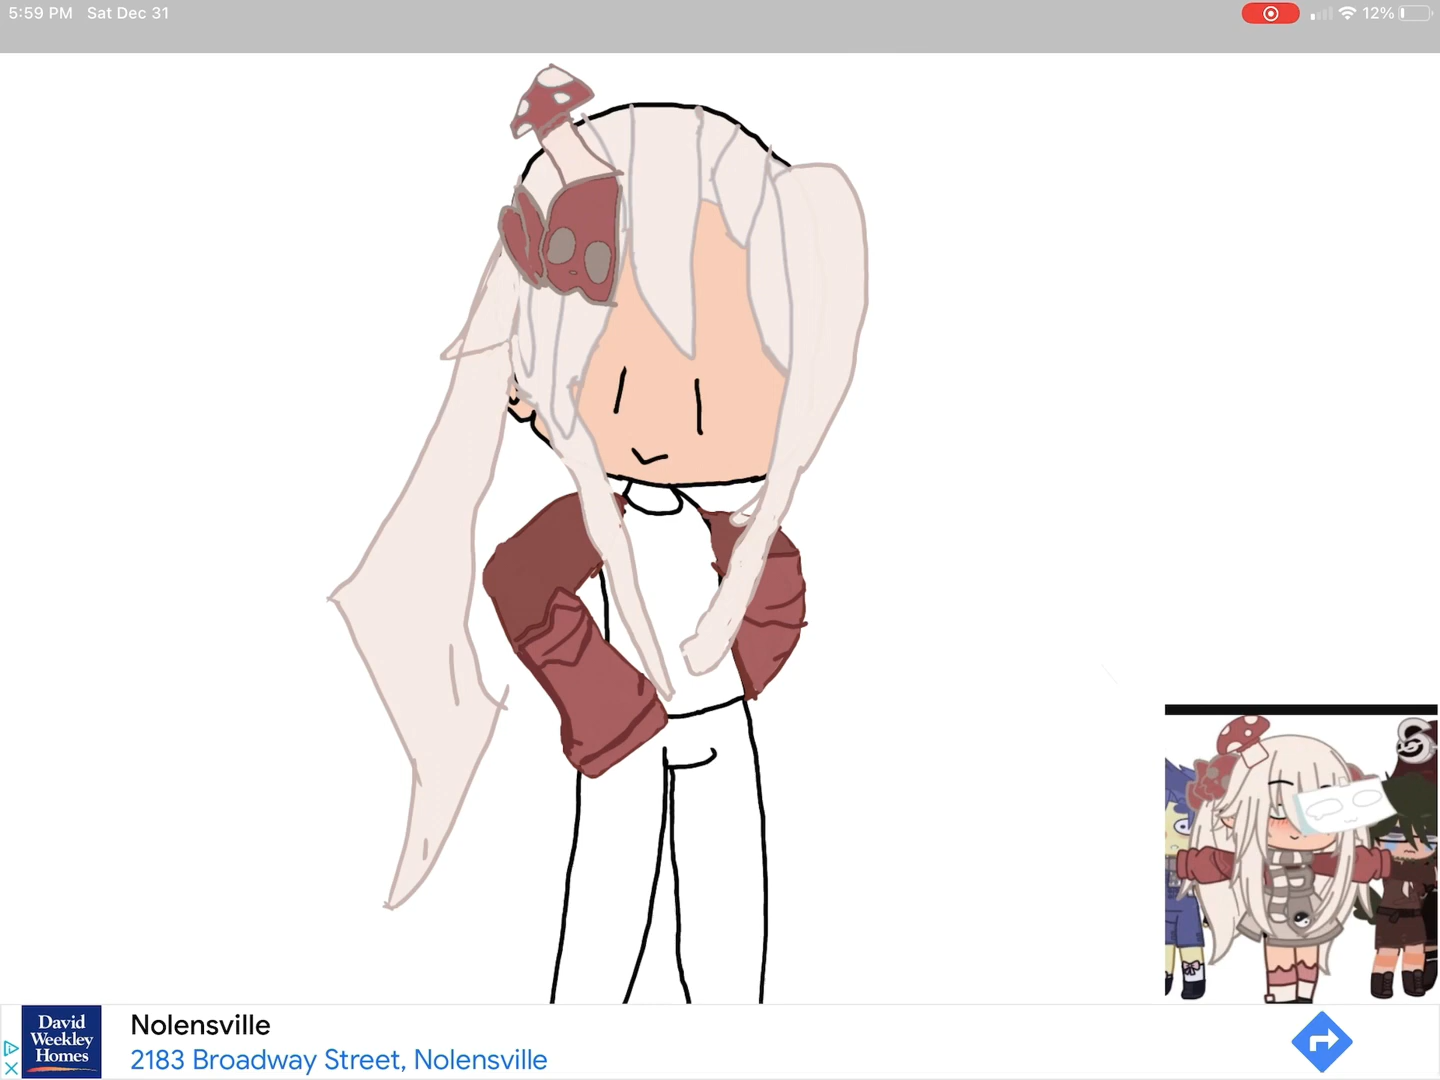 5:59 PM Sat Dec 31
12%
David
Weekley
Homes
Nolensville
2183 Broadway Street, Nolensville